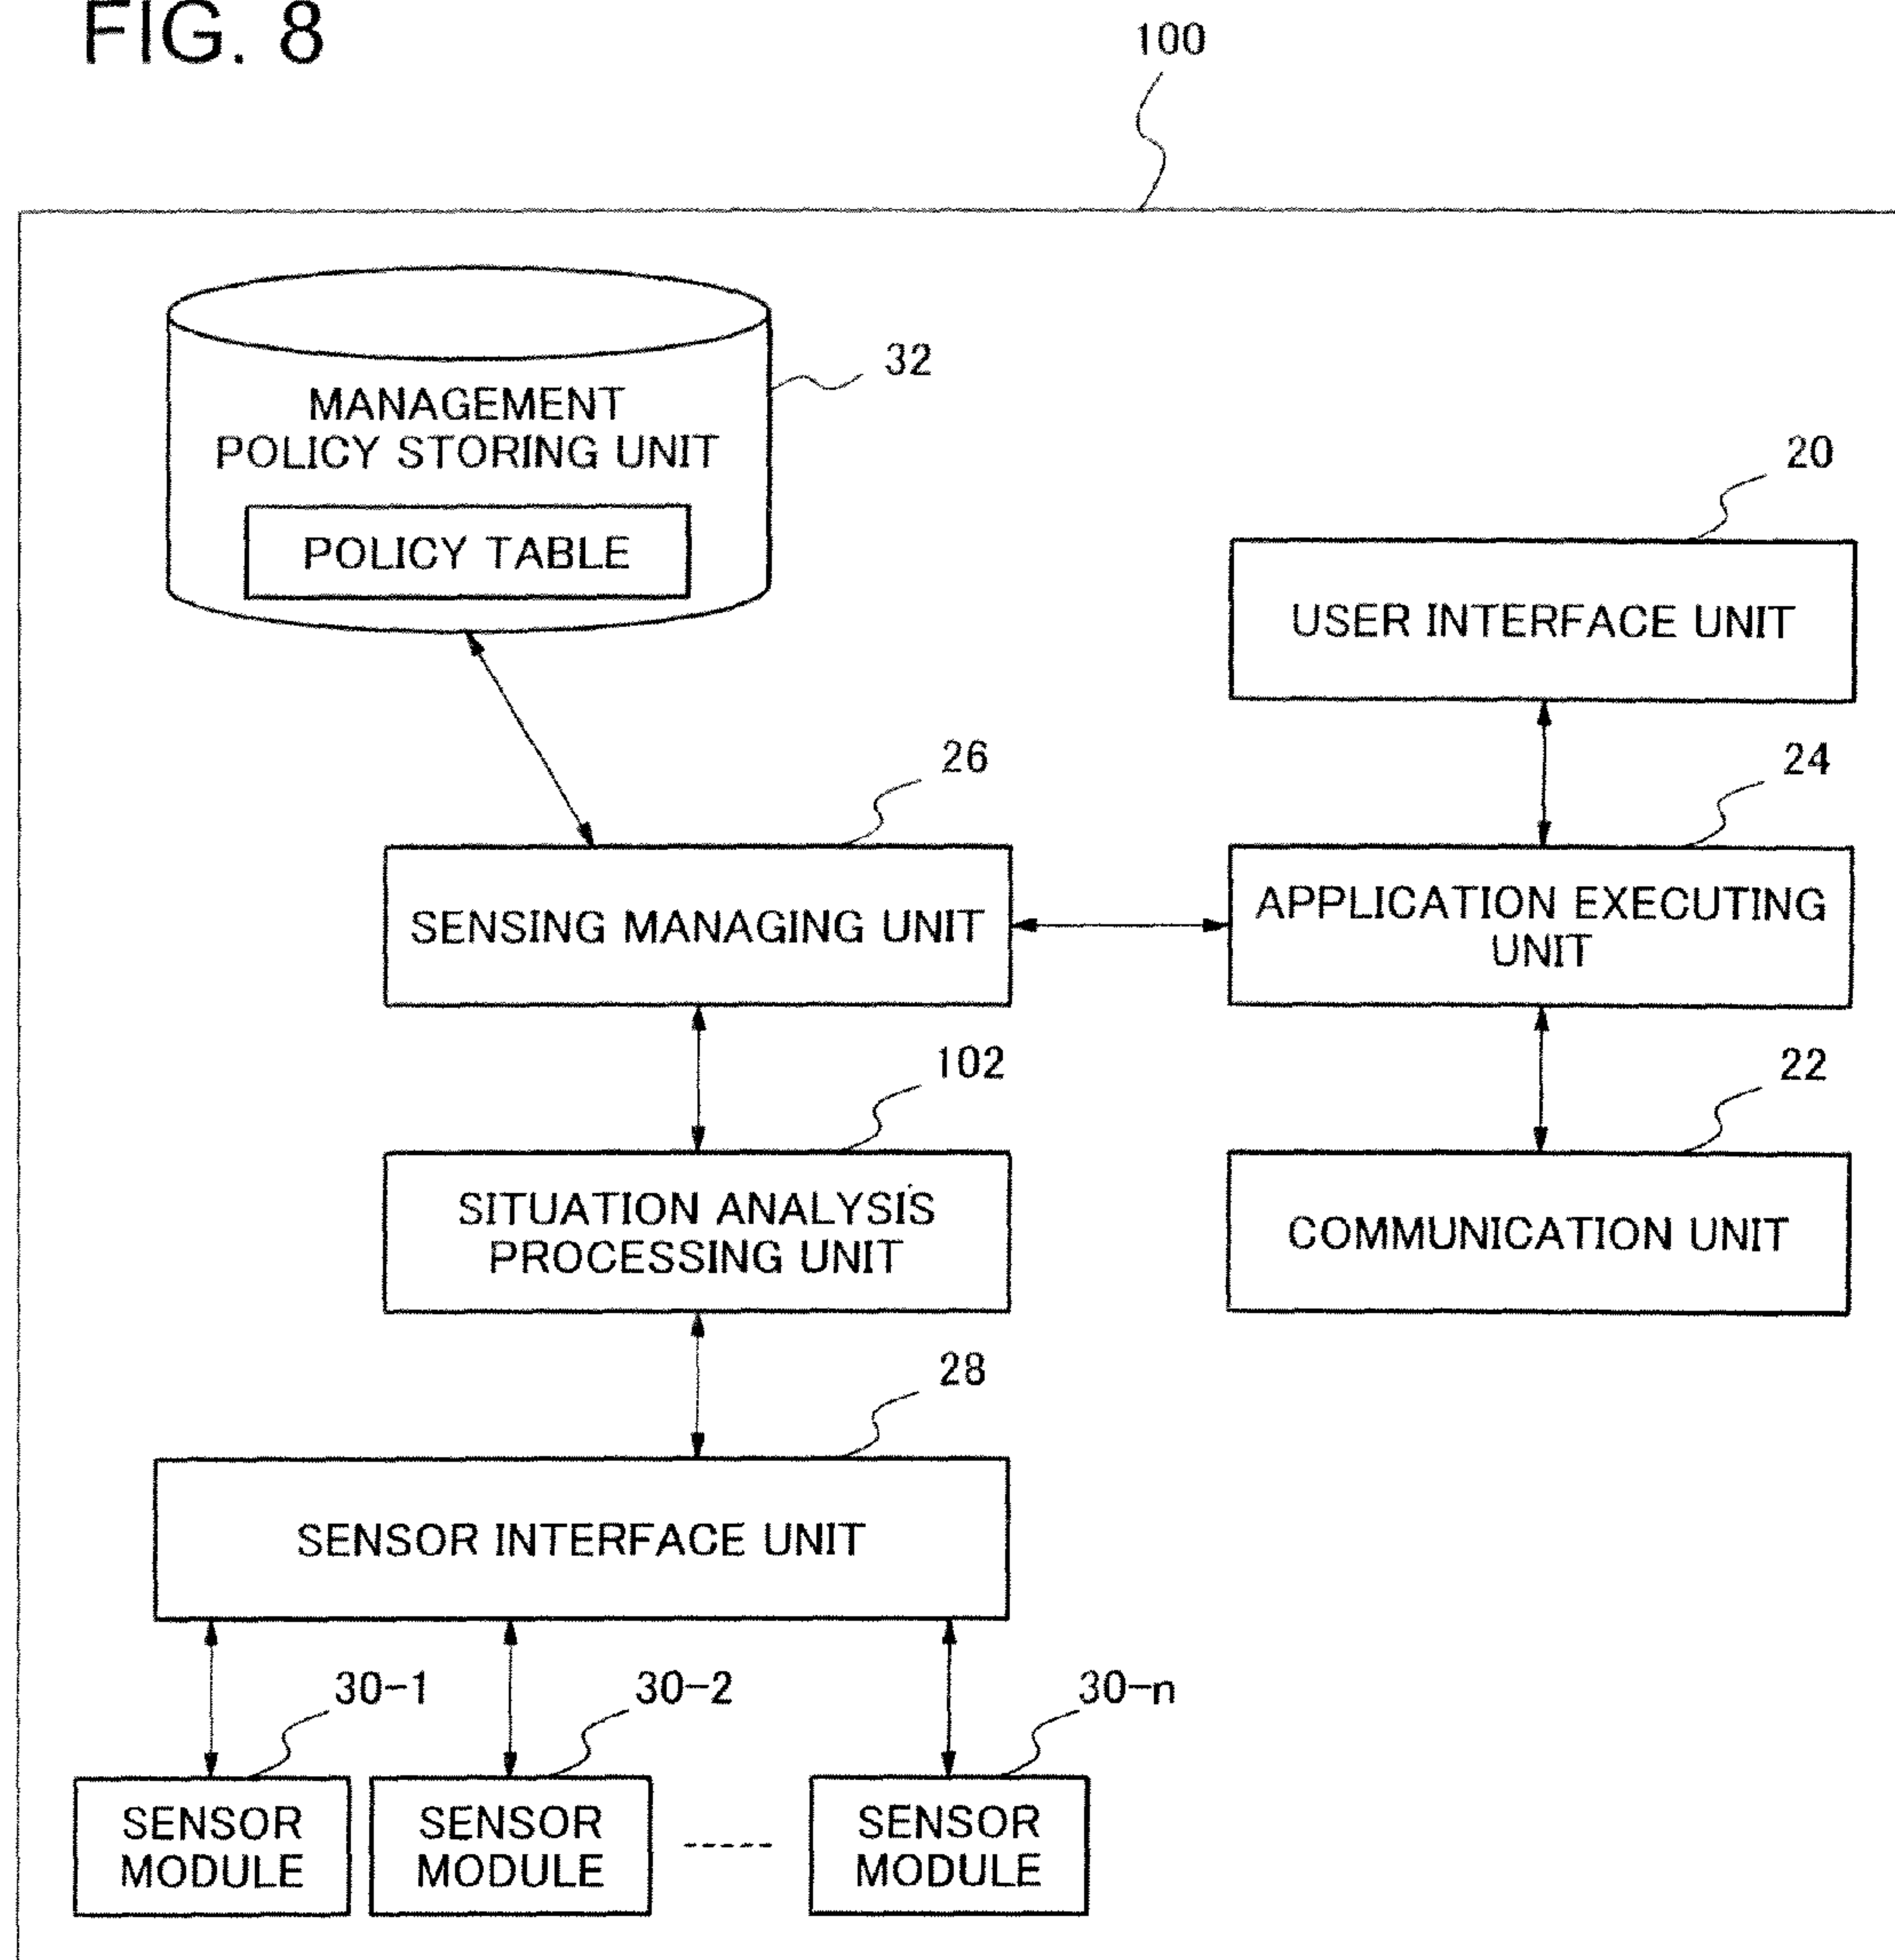 FIG. 8
100
32
MANAGEMENT
POLICY STORING UNIT
POLICY TABLE
20
USER INTERFACE UNIT
26
24
SENSING MANAGING UNIT
APPLICATION EXECUTING
UNIT
102
22
SITUATION ANALYSIS
PROCESSING UNIT
COMMUNICATION UNIT
28
SENSOR INTERFACE UNIT
30-1
30-2
30-n
SENSOR
MODULE
SENSOR
MODULE
SENSOR
MODULE